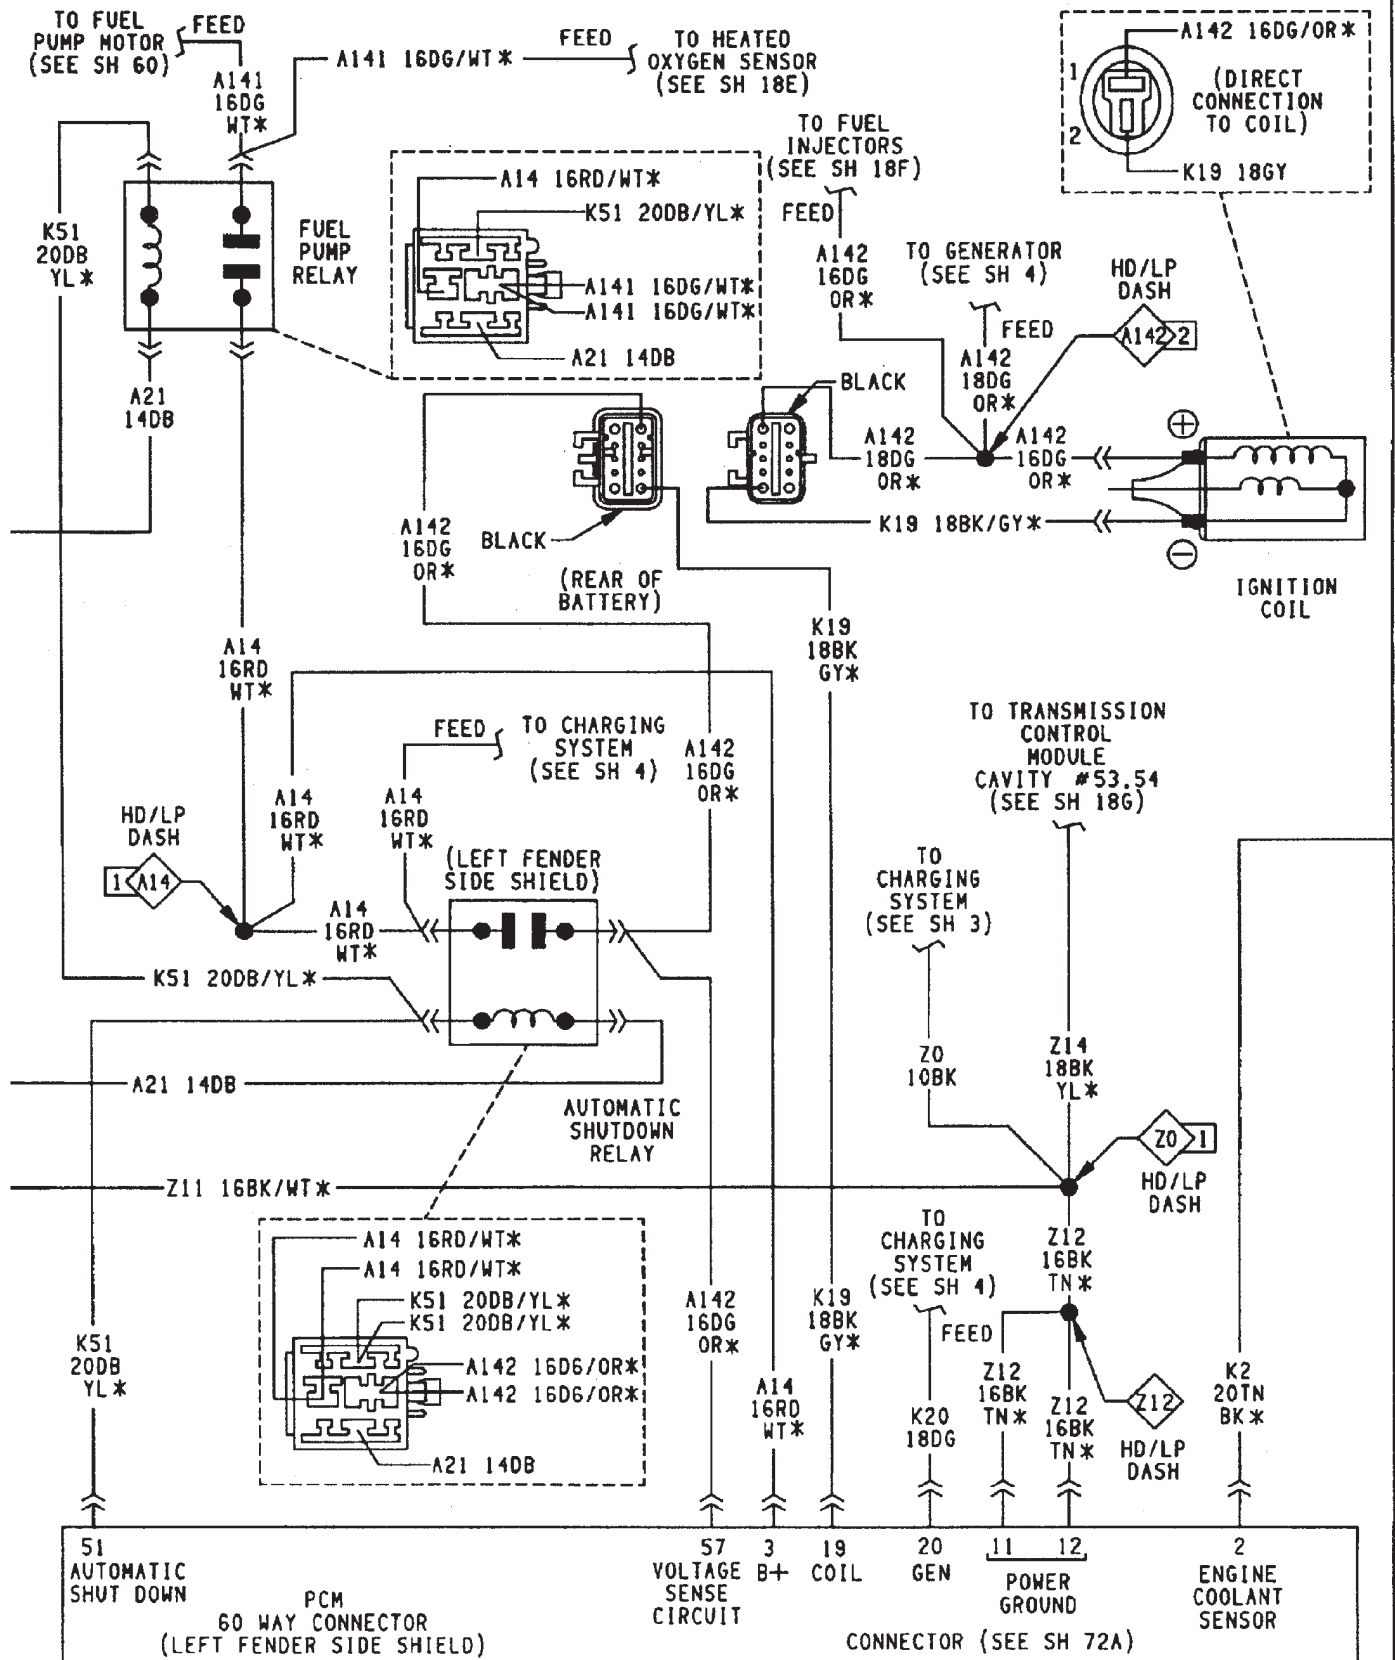 TO FUEL
PUMP MOTOR
(SEE SH 60)
FEED
A141
16DG
WT*
A141 16DG/WT*
FEED
TO HEATED
OXYGEN SENSOR
(SEE SH 18E)
A142 16DG/OR*
1
2
(DIRECT
CONNECTION
TO COIL)
K19 18GY
TO FUEL
INJECTORS
(SEE SH 18F)
FEED
A142
16DG
OR*
TO GENERATOR
(SEE SH 4)
FEED
A142
18DG
OR*
HD/LP
DASH
A142 2
K51
20DB
YL*
FUEL
PUMP
RELAY
A14 16RD/WT*
K51 20DB/YL*
A141 16DG/WT*
A141 16DG/WT*
A21 14DB
A21
14DB
BLACK
A142
18DG
OR*
A142
16DG
OR*
+
K19 18BK/GY*
−
IGNITION
COIL
A142
16DG
OR*
BLACK
(REAR OF
BATTERY)
K19
18BK
GY*
A14
16RD
WT*
FEED
TO CHARGING
SYSTEM
(SEE SH 4)
A142
16DG
OR*
TO TRANSMISSION
CONTROL
MODULE
CAVITY #53.54
(SEE SH 18G)
HD/LP
DASH
1 A14
A14
16RD
WT*
A14
16RD
WT*
(LEFT FENDER
SIDE SHIELD)
A14
16RD
WT*
TO
CHARGING
SYSTEM
(SEE SH 3)
K51 20DB/YL*
Z0
10BK
Z14
18BK
YL*
A21 14DB
AUTOMATIC
SHUTDOWN
RELAY
Z0 1
HD/LP
DASH
Z11 16BK/WT*
A14 16RD/WT*
A14 16RD/WT*
K51 20DB/YL*
K51 20DB/YL*
A142 16D6/OR*
A142 16D6/OR*
A21 14DB
TO
CHARGING
SYSTEM
(SEE SH 4)
FEED
Z12
16BK
TN*
K51
20DB
YL*
A142
16DG
OR*
K19
18BK
GY*
A14
16RD
WT*
K20
18DG
Z12
16BK
TN*
Z12
16BK
TN*
Z12
HD/LP
DASH
K2
20TN
BK*
51
AUTOMATIC
SHUT DOWN
57
VOLTAGE
SENSE
CIRCUIT
3
B+
19
COIL
20
GEN
11 12
POWER
GROUND
2
ENGINE
COOLANT
SENSOR
PCM
60 WAY CONNECTOR
(LEFT FENDER SIDE SHIELD)
CONNECTOR (SEE SH 72A)